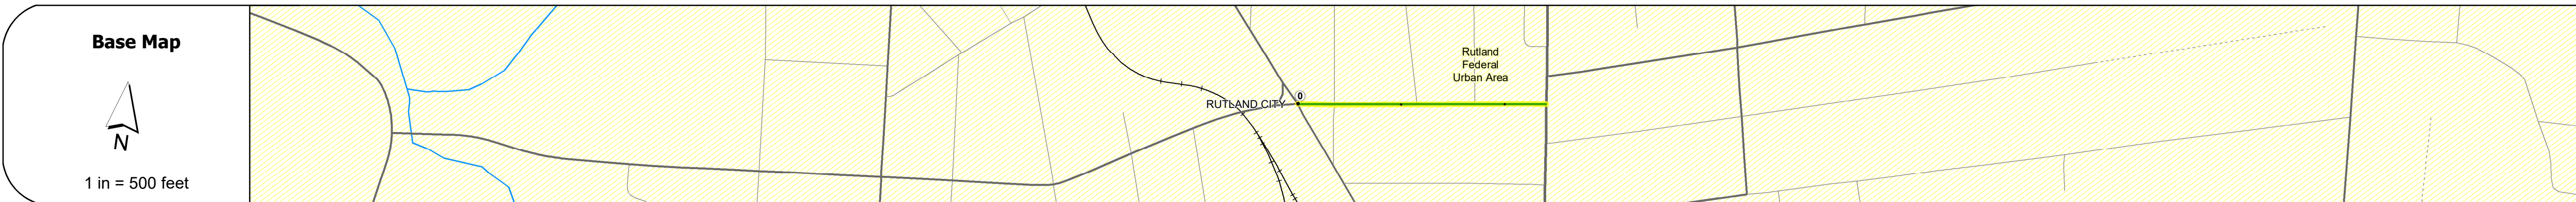 Base Map
N
1 in = 500 feet
RUTLAND CITY
0
Rutland
Federal
Urban Area